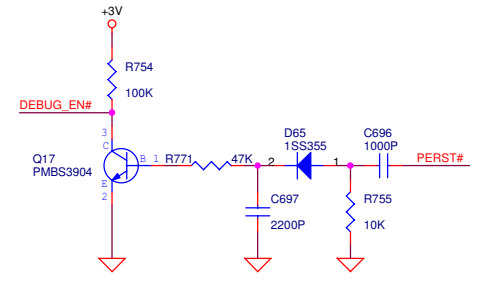 +3V
R754
100K
DEBUG_EN#
3
C
Q17
PMBS3904
B 1
E
2
R771
47K
2
D65
1SS355
1
C696
1000P
PERST#
C697
2200P
R755
10K